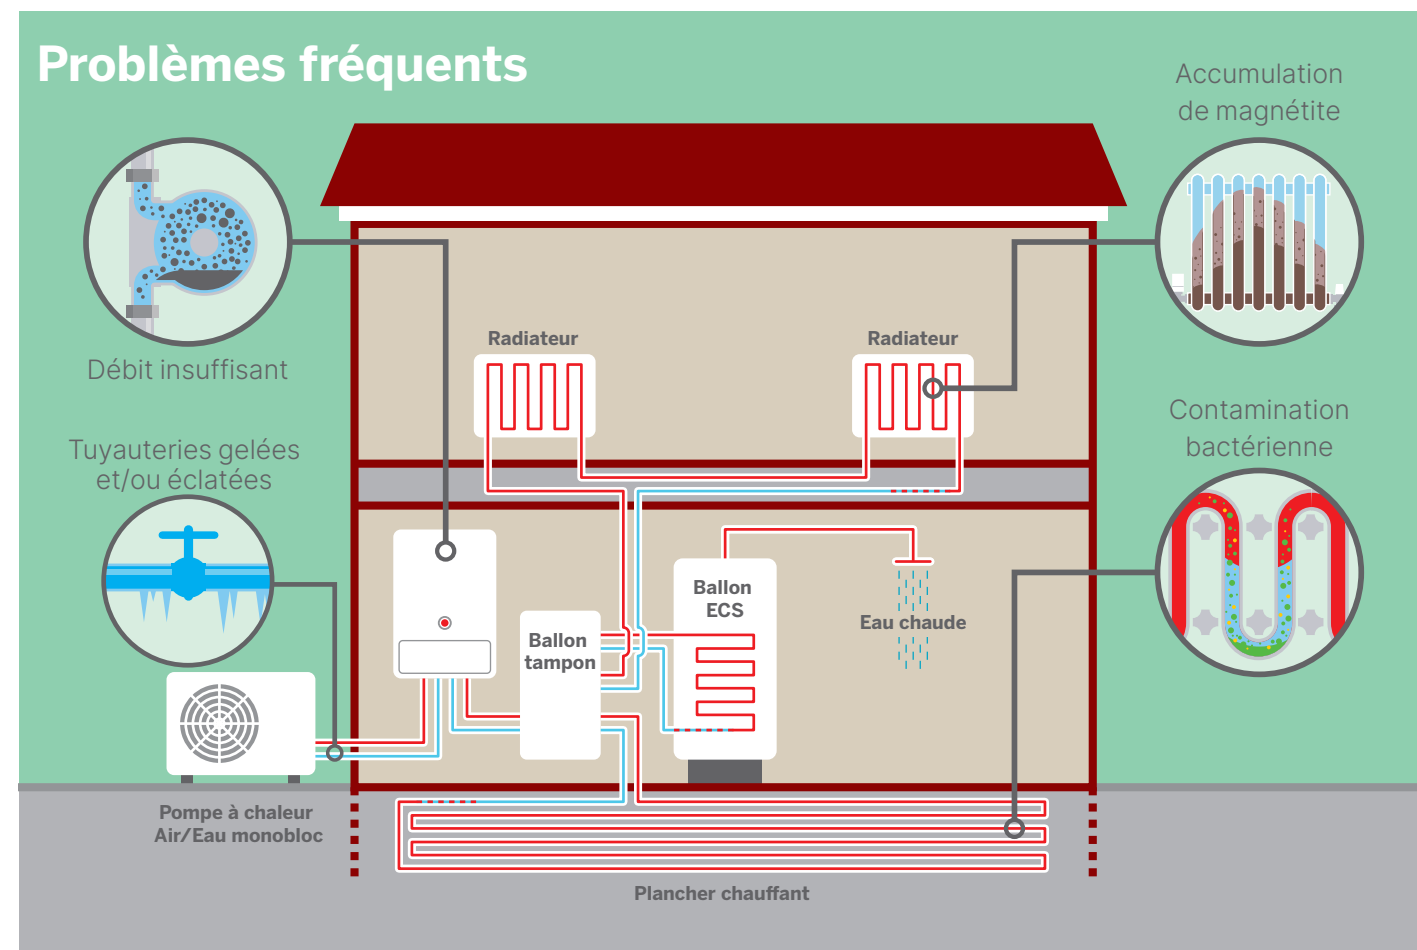 Problèmes fréquents
Accumulation
de magnétite
Débit insuffisant
Radiateur
Radiateur
Tuyauteries gelées
et/ou éclatées
Contamination
bactérienne
Ballon
ECS
Eau chaude
Ballon
tampon
Pompe à chaleur
Air/Eau monobloc
Plancher chauffant